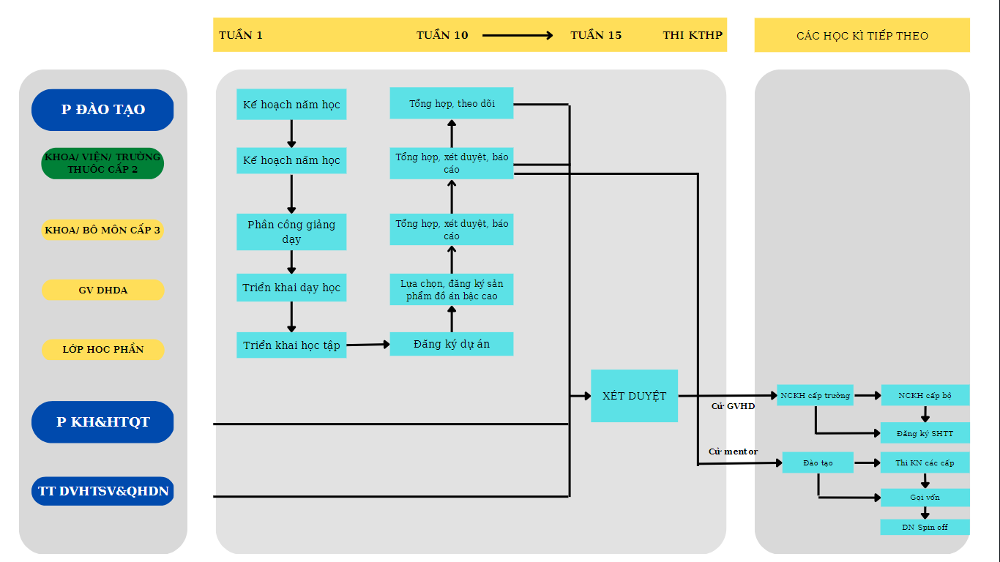 TUẦN 1
TUẦN 10
TUẦN 15
THI KTHP
CÁC HỌC KÌ TIẾP THEO
P ĐÀO TẠO
KHOA/ VIỆN/ TRƯỜNG
THUỘC CẤP 2
KHOA/ BỘ MÔN CẤP 3
GV DHDA
LỚP HỌC PHẦN
P KH&HTQT
TT DVHTSV&QHDN
Kế hoạch năm học
Kế hoạch năm học
Phân công giảng
dạy
Triển khai dạy học
Triển khai học tập
Tổng hợp, theo dõi
Tổng hợp, xét duyệt, báo
cáo
Tổng hợp, xét duyệt, báo
cáo
Lựa chọn, đăng ký sản
phẩm đồ án bậc cao
Đăng ký dự án
XÉT DUYỆT
Cử GVHD
Cử mentor
NCKH cấp trường
NCKH cấp bộ
Đăng ký SHTT
Đào tạo
Thi KN các cấp
Gọi vốn
DN Spin off